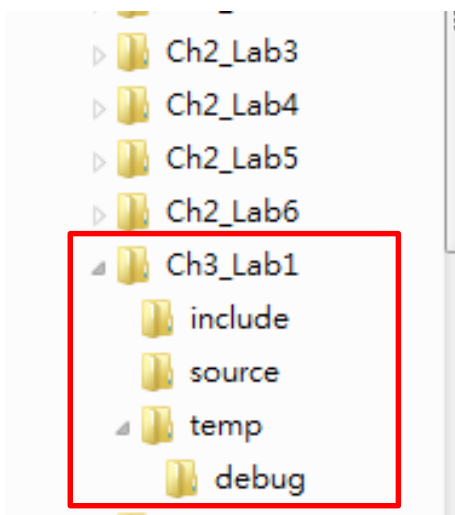 Ch2_Lab3
Ch2_Lab4
Ch2_Lab5
Ch2_Lab6
Ch3_Lab1
include
source
temp
debug